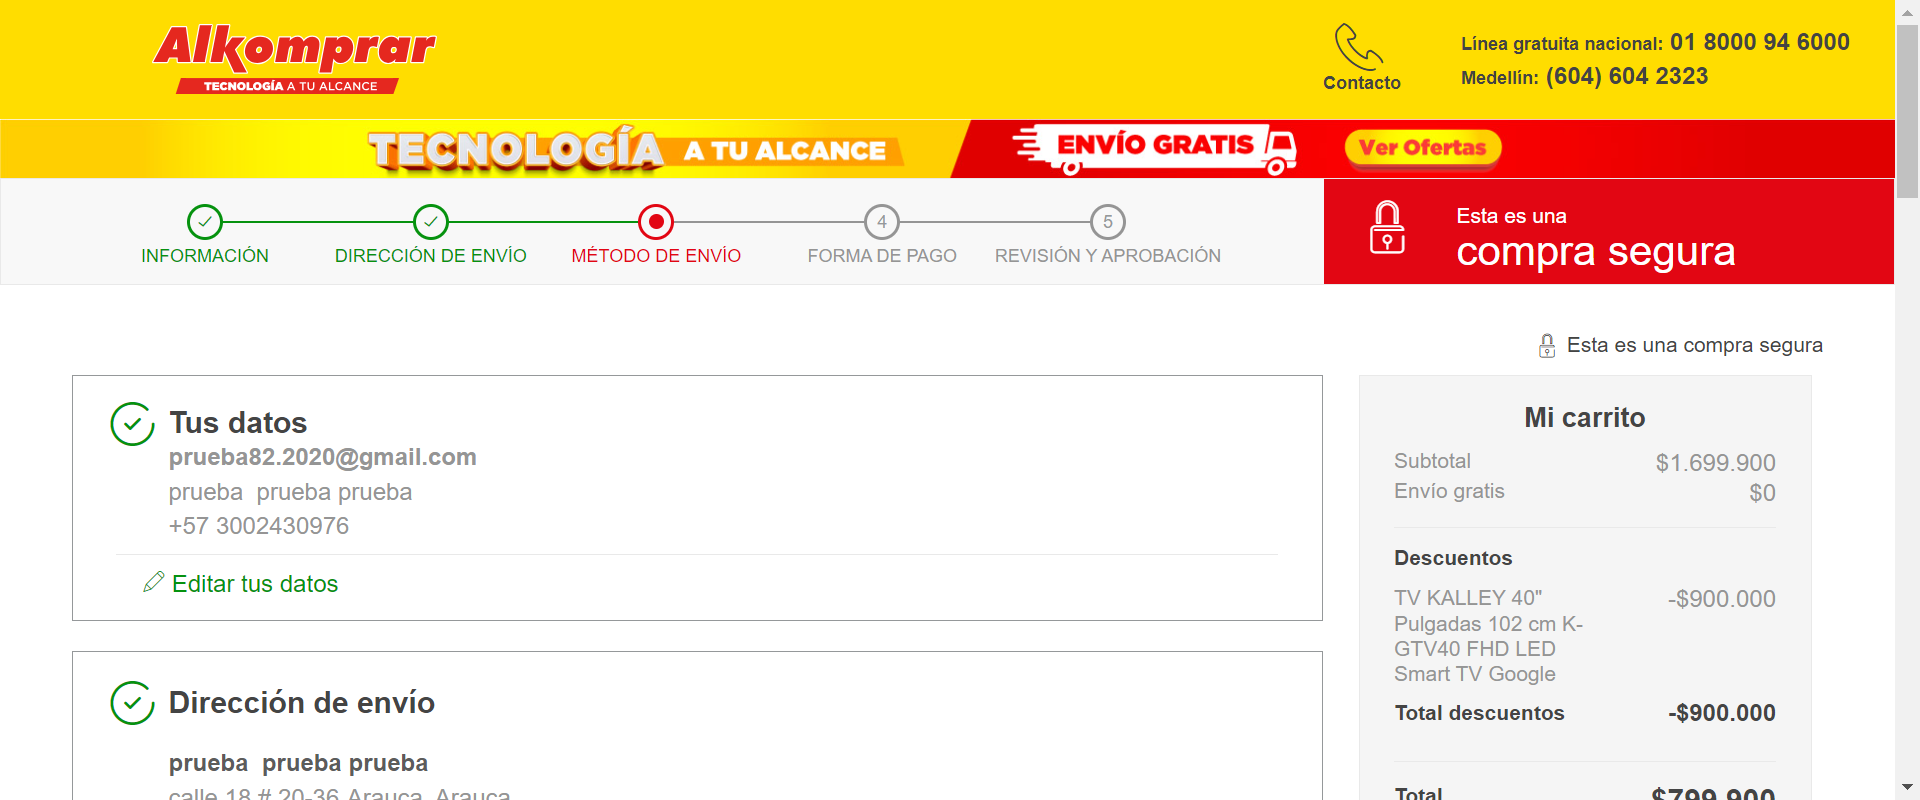 Alkomprar
TECNOLOGÍA A TU ALCANCE
Contacto
Línea gratuita nacional: 01 8000 94 6000
Medellín: (604) 604 2323
TECNOLOGÍA A TU ALCANCE
ENVÍO GRATIS
Ver Ofertas
INFORMACIÓN
DIRECCIÓN DE ENVÍO
MÉTODO DE ENVÍO
4
FORMA DE PAGO
5
REVISIÓN Y APROBACIÓN
Esta es una
compra segura
Esta es una compra segura
Tus datos
prueba82.2020@gmail.com
prueba  prueba prueba
+57 3002430976
Editar tus datos
Dirección de envío
prueba  prueba prueba
calle 18 # 20-36 Arauca, Arauca
Mi carrito
Subtotal $1.699.900
Envío gratis $0
Descuentos
TV KALLEY 40" -$900.000
Pulgadas 102 cm K-
GTV40 FHD LED
Smart TV Google
Total descuentos -$900.000
Total $799.900